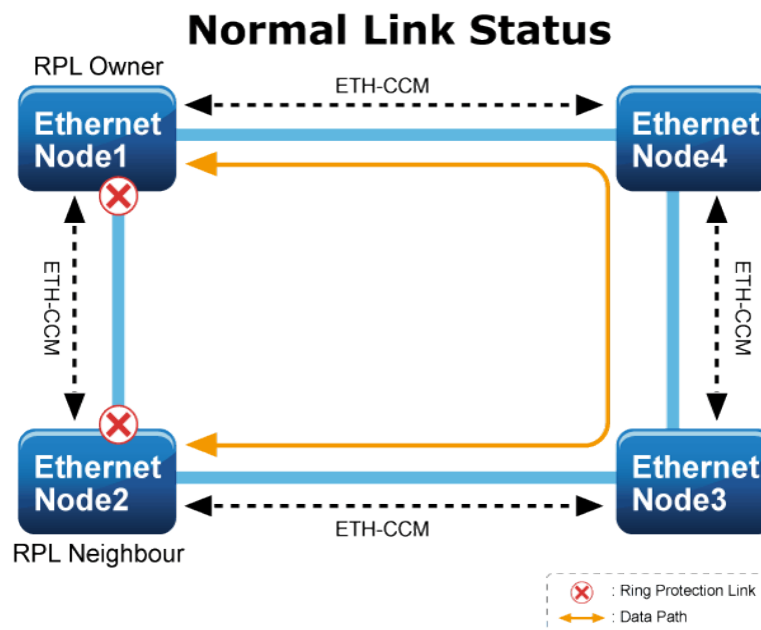 Normal Link Status
RPL Owner
ETH-CCM
Ethernet
Node1
Ethernet
Node4
ETH-CCM
ETH-CCM
Ethernet
Node2
Ethernet
Node3
ETH-CCM
RPL Neighbour
: Ring Protection Link
: Data Path